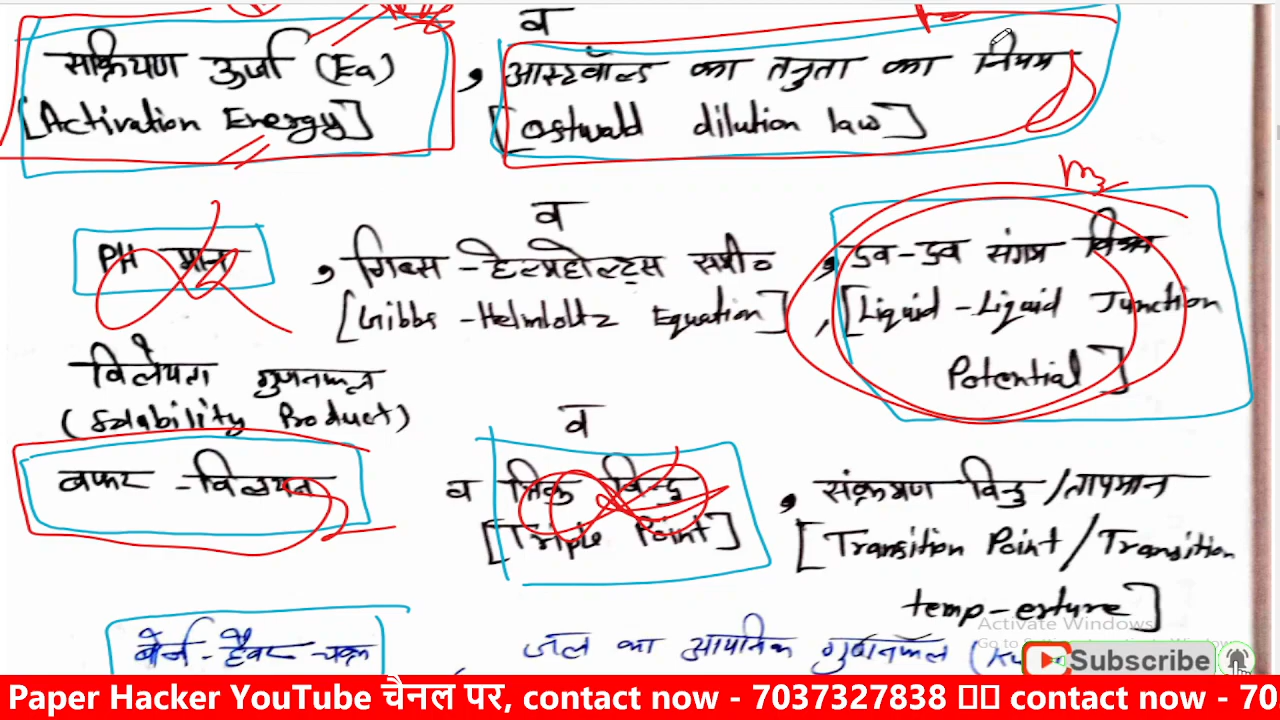 व
सक्रियण ऊर्जा (Ea) , आस्टवॉल्ड का तनुता का नियम
[Activation Energy] [Ostwald dilution law]
व
PH मान , गिब्स - हेल्महोल्ट्स समी० , द्रव - द्रव संगम विभव
[Gibbs - Helmholtz Equation] , [Liquid - Liquid Junction
Potential]
विलेयता गुणनफल
(Solability Product)
व
बफर - विलयन व त्रिक बिन्दु , संक्रमण बिन्दु / तापमान
[Triple Point] [Transition Point / Transition
temp-erture]
Activate Windows
बोर्न - हैबर - चक्र , जल का आयनिक गुणनफल
Subscribe
Paper Hacker YouTube चैनल पर, contact now - 7037327838 contact now - 70